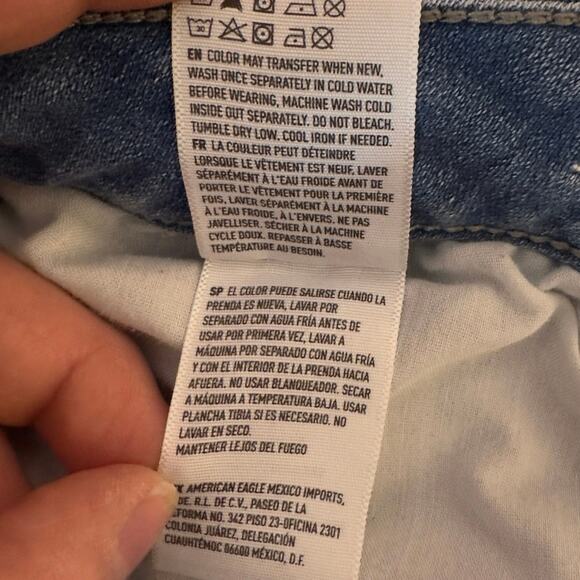 30
EN COLOR MAY TRANSFER WHEN NEW,
WASH ONCE SEPARATELY IN COLD WATER
BEFORE WEARING, MACHINE WASH COLD
INSIDE OUT SEPARATELY. DO NOT BLEACH.
TUMBLE DRY LOW. COOL IRON IF NEEDED.
FR LA COULEUR PEUT DÉTEINDRE
LORSQUE LE VÊTEMENT EST NEUF, LAVER
SÉPARÉMENT À L'EAU FROIDE AVANT DE
PORTER LE VÊTEMENT POUR LA PREMIÈRE
FOIS, LAVER SÉPARÉMENT À LA MACHINE
À L'EAU FROIDE, À L'ENVERS. NE PAS
JAVELLISER. SÉCHER À LA MACHINE
CYCLE DOUX. REPASSER À BASSE
TEMPÉRATURE AU BESOIN.
SP EL COLOR PUEDE SALIRSE CUANDO LA
PRENDA ES NUEVA, LAVAR POR
SEPARADO CON AGUA FRÍA ANTES DE
USAR POR PRIMERA VEZ, LAVAR A
MÁQUINA POR SEPARADO CON AGUA FRÍA
Y CON EL INTERIOR DE LA PRENDA HACIA
AFUERA. NO USAR BLANQUEADOR. SECAR
A MÁQUINA A TEMPERATURA BAJA. USAR
PLANCHA TIBIA SI ES NECESARIO. NO
LAVAR EN SECO.
MANTENER LEJOS DEL FUEGO
AMERICAN EAGLE MEXICO IMPORTS,
DE. R.L. DE C.V., PASEO DE LA
EFORMA NO. 342 PISO 23-OFICINA 2301
COLONIA JUÁREZ, DELEGACIÓN
CUAUHTÉMOC 06600 MÉXICO, D.F.